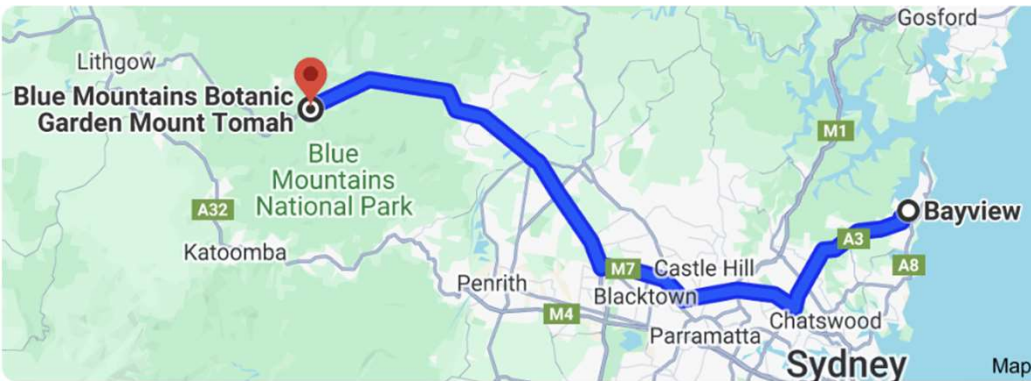 Gosford
Lithgow
Blue Mountains Botanic
Garden Mount Tomah
M1
Blue
Mountains
National Park
A32
Bayview
A3
Katoomba
A8
M7
Castle Hill
Penrith
Blacktown
M4
Chatswood
Parramatta
Sydney
Map